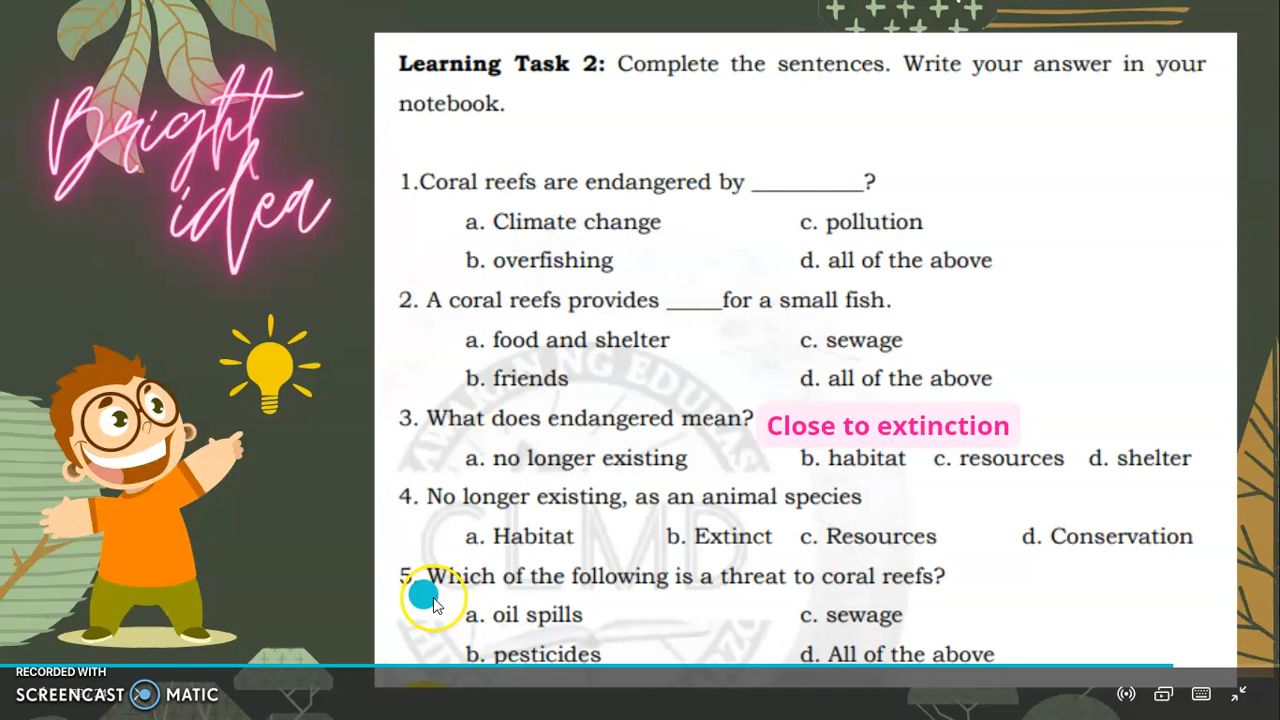 Bright
idea
Learning Task 2: Complete the sentences. Write your answer in your
notebook.
1.Coral reefs are endangered by __________?
a. Climate change c. pollution
b. overfishing d. all of the above
2. A coral reefs provides _____for a small fish.
a. food and shelter c. sewage
b. friends d. all of the above
3. What does endangered mean? Close to extinction
a. no longer existing b. habitat c. resources d. shelter
4. No longer existing, as an animal species
a. Habitat b. Extinct c. Resources d. Conservation
5. Which of the following is a threat to coral reefs?
a. oil spills c. sewage
b. pesticides d. All of the above
CLMD
RECORDED WITH
SCREENCAST MATIC